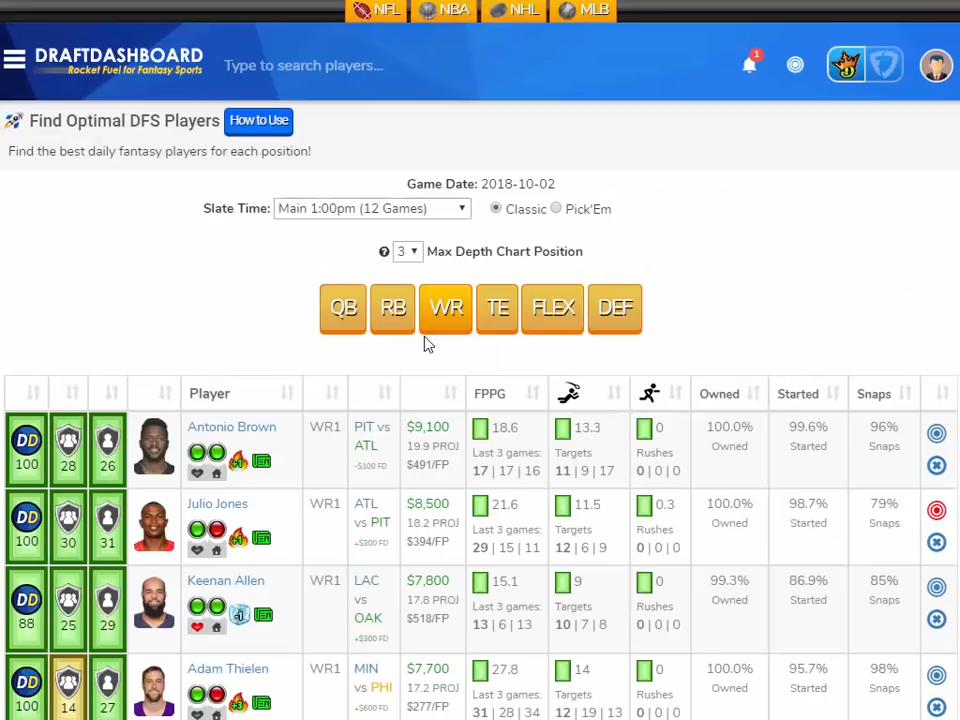 NFL NBA NHL MLB
DRAFTDASHBOARD
Rocket Fuel for Fantasy Sports
Type to search players...
1
Find Optimal DFS Players How to Use
Find the best daily fantasy players for each position!
Game Date: 2018-10-02
Slate Time: Main 1:00pm (12 Games) Classic Pick'Em
3 Max Depth Chart Position
QB RB WR TE FLEX DEF
Player FPPG Owned Started Snaps
DD 100 28 26 Antonio Brown +1 WR1 PIT vs ATL -$100 FD $9,100 19.9 PROJ $491/FP 18.6 Last 3 games: 17 | 17 | 16 13.3 Targets 11 | 9 | 17 0 Rushes 0 | 0 | 0 100.0% Owned 99.6% Started 96% Snaps
DD 100 30 31 Julio Jones +1 WR1 ATL vs PIT +$300 FD $8,500 18.2 PROJ $394/FP 21.6 Last 3 games: 29 | 15 | 11 11.5 Targets 12 | 6 | 9 0.3 Rushes 0 | 0 | 0 100.0% Owned 98.7% Started 79% Snaps
DD 88 25 29 Keenan Allen -1 WR1 LAC vs OAK +$300 FD $7,800 17.8 PROJ $518/FP 15.1 Last 3 games: 13 | 6 | 13 9 Targets 10 | 7 | 8 0 Rushes 0 | 0 | 0 99.3% Owned 86.9% Started 85% Snaps
DD 100 14 27 Adam Thielen +3 WR1 MIN vs PHI +$600 FD $7,700 17.2 PROJ $277/FP 27.8 Last 3 games: 31 | 28 | 34 14 Targets 12 | 19 | 13 0 Rushes 0 | 0 | 0 100.0% Owned 95.7% Started 98% Snaps